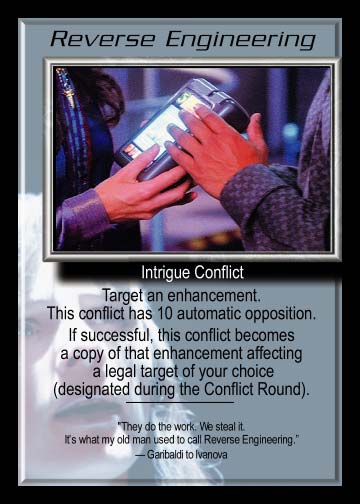 Reverse Engineering
Intrigue Conflict
Target an enhancement.
This conflict has 10 automatic opposition.
If successful, this conflict becomes
a copy of that enhancement affecting
a legal target of your choice
(designated during the Conflict Round).
"They do the work. We steal it.
It's what my old man used to call Reverse Engineering."
— Garibaldi to Ivanova